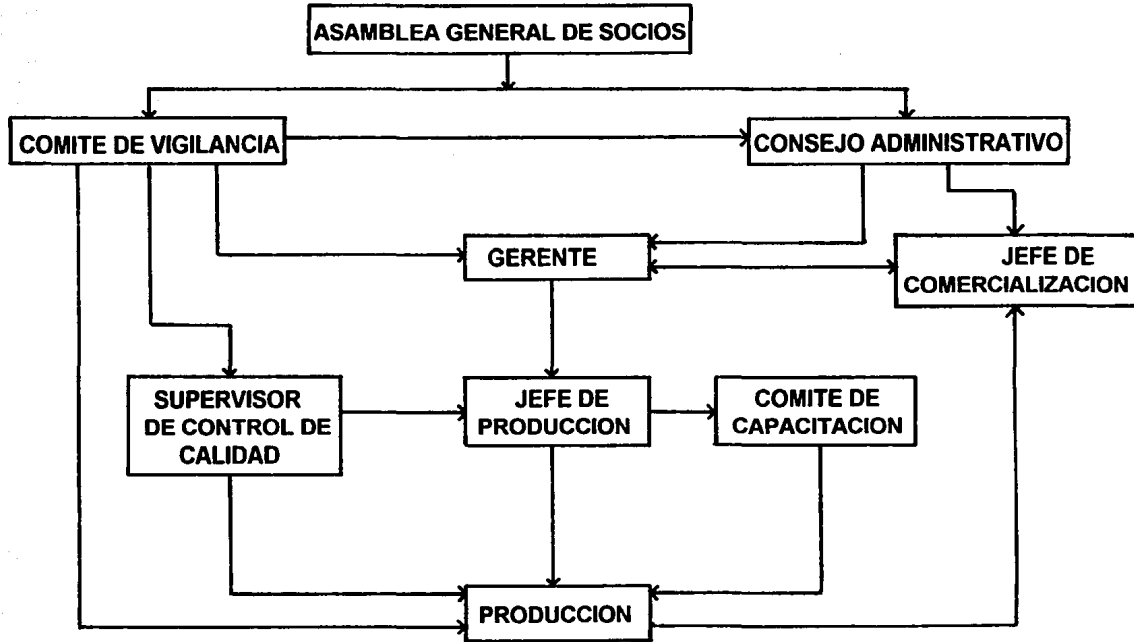 ASAMBLEA GENERAL DE SOCIOS
COMITE DE VIGILANCIA
CONSEJO ADMINISTRATIVO
GERENTE
JEFE DE
COMERCIALIZACION
SUPERVISOR
DE CONTROL DE
CALIDAD
JEFE DE
PRODUCCION
COMITE DE
CAPACITACION
PRODUCCION